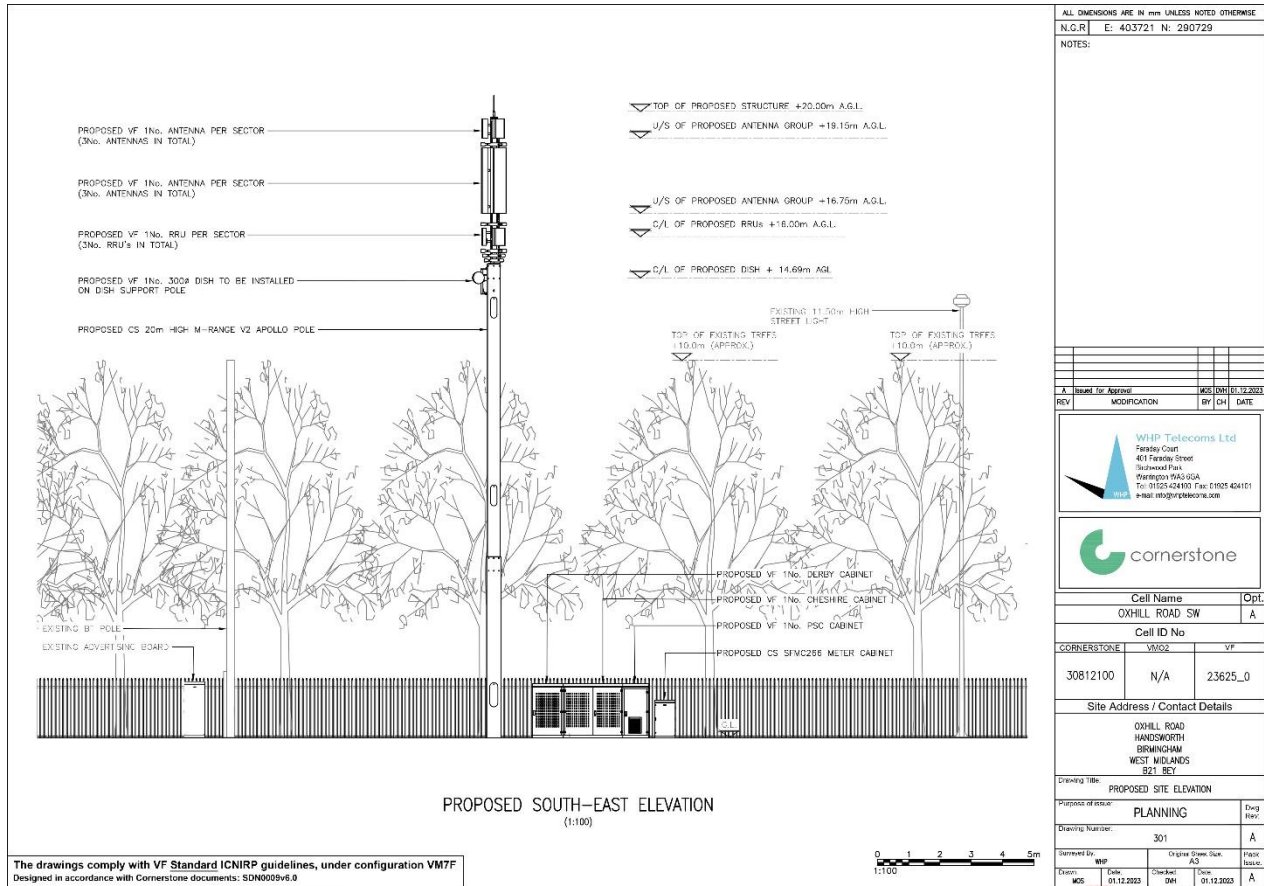 PROPOSED VF 1No. ANTENNA PER SECTOR
(3No. ANTENNAS IN TOTAL)
PROPOSED VF 1No. ANTENNA PER SECTOR
(3No. ANTENNAS IN TOTAL)
PROPOSED VF 1No. RRU PER SECTOR
(3No. RRU's IN TOTAL)
PROPOSED VF 1No. 300ø DISH TO BE INSTALLED
ON DISH SUPPORT POLE
PROPOSED CS 20m HIGH M-RANGE V2 APOLLO POLE
TOP OF PROPOSED STRUCTURE +20.00m A.G.L.
U/S OF PROPOSED ANTENNA GROUP +19.15m A.G.L.
U/S OF PROPOSED ANTENNA GROUP +16.75m A.G.L.
C/L OF PROPOSED RRUs +16.00m A.G.L.
C/L OF PROPOSED DISH + 14.69m AGL
EXISTING 11.50m HIGH
STREET LIGHT
TOP OF EXISTING TREES
+10.0m (APPROX.)
TOP OF EXISTING TREES
+10.0m (APPROX.)
PROPOSED VF 1No. DERBY CABINET
PROPOSED VF 1No. CHESHIRE CABINET
PROPOSED VF 1No. PSC CABINET
PROPOSED CS SFMC266 METER CABINET
EXISTING BT POLE
EXISTING ADVERTISING BOARD
G.L.
PROPOSED SOUTH-EAST ELEVATION
(1:100)
The drawings comply with VF Standard ICNIRP guidelines, under configuration VM7F
Designed in accordance with Cornerstone documents: SDN0009v6.0
0 1 2 3 4 5m
1:100
ALL DIMENSIONS ARE IN mm UNLESS NOTED OTHERWISE
N.G.R E: 403721 N: 290729
NOTES:
A Issued for Approval MOS DVH 01.12.2023
REV MODIFICATION BY CH DATE
WHP Telecoms Ltd
Faraday Court
401 Faraday Street
Birchwood Park
Warrington WA3 6GA
Tel: 01925 424100 Fax: 01925 424101
e-mail: info@whptelecoms.com
WHP
cornerstone
Cell Name Opt.
OXHILL ROAD SW A
Cell ID No
CORNERSTONE VMO2 VF
30812100 N/A 23625_0
Site Address / Contact Details
OXHILL ROAD
HANDSWORTH
BIRMINGHAM
WEST MIDLANDS
B21 8EY
Drawing Title:
PROPOSED SITE ELEVATION
Purpose of issue: PLANNING Dwg Rev:
Drawing Number: 301 A
Surveyed By: WHP Original Sheet Size: A3 Pack Issue:
Drawn: MOS Date: 01.12.2023 Checked: DVH Date: 01.12.2023 A